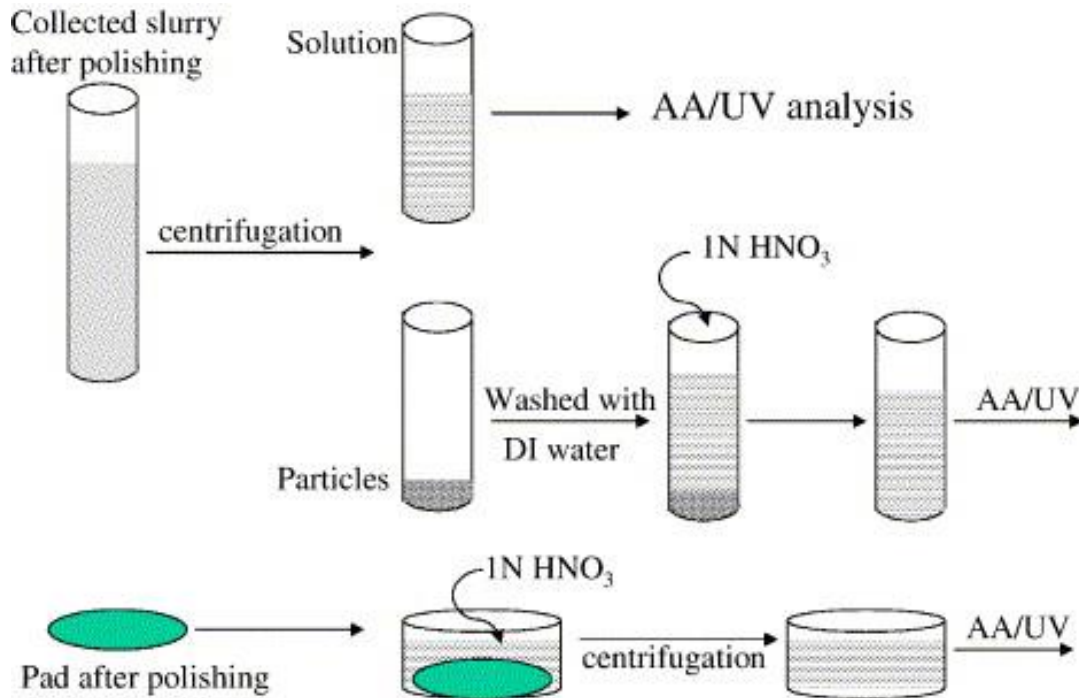 Collected slurry
after polishing
Solution
AA/UV analysis
centrifugation
1N HNO₃
Washed with
DI water
AA/UV
Particles
1N HNO₃
AA/UV
centrifugation
Pad after polishing